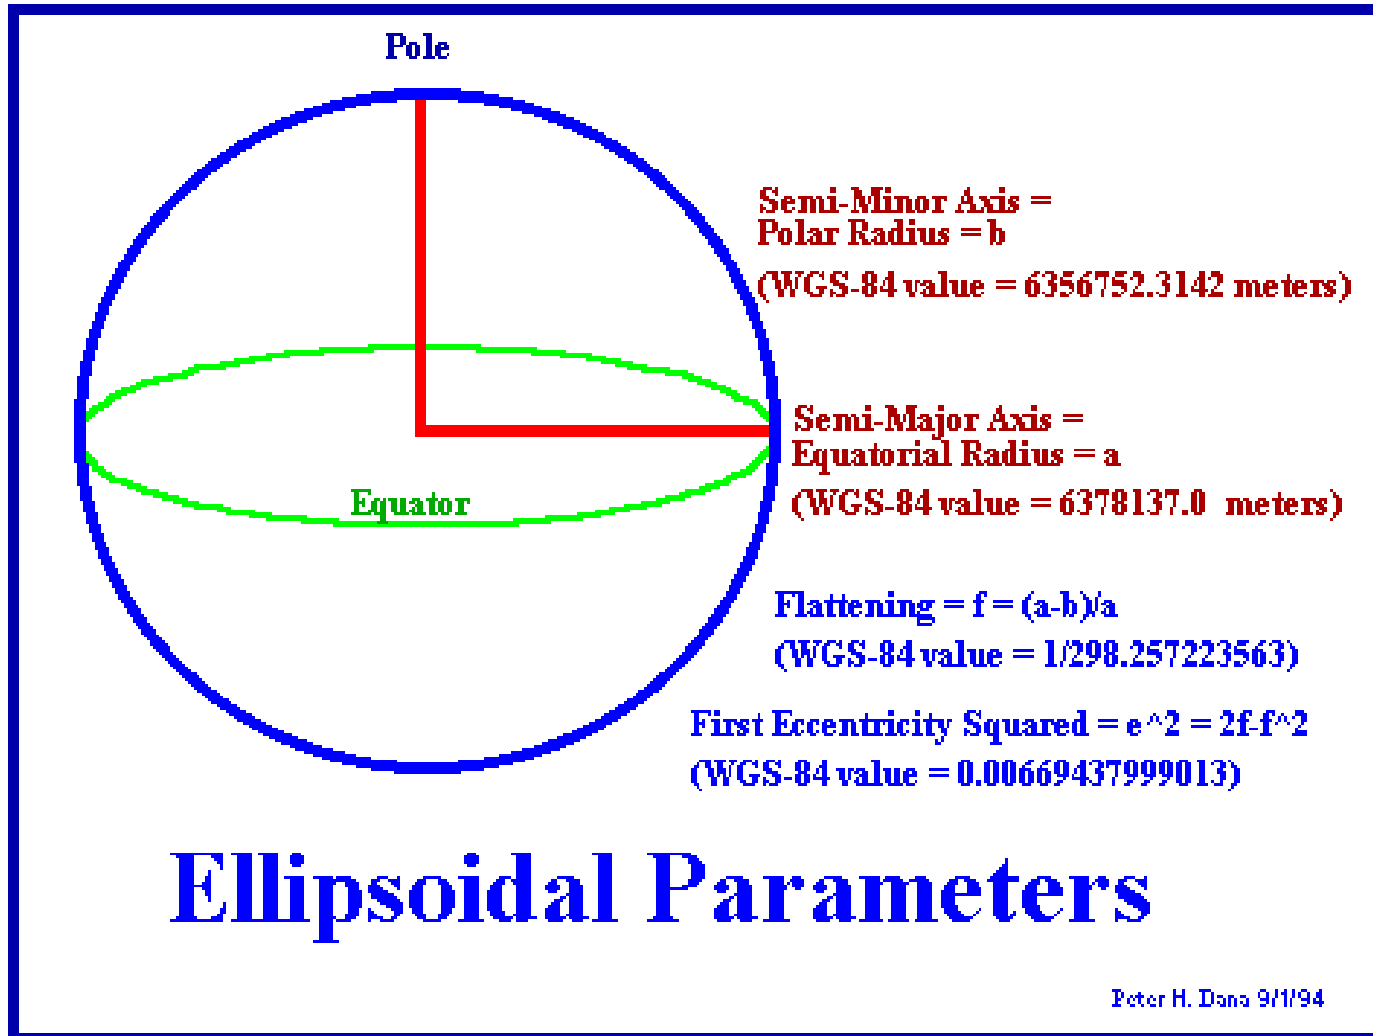 Pole
Semi-Minor Axis =
Polar Radius = b
(WGS-84 value = 6356752.3142 meters)
Semi-Major Axis =
Equatorial Radius = a
(WGS-84 value = 6378137.0 meters)
Equator
Flattening = f = (a-b)/a
(WGS-84 value = 1/298.257223563)
First Eccentricity Squared = e^2 = 2f-f^2
(WGS-84 value = 0.00669437999013)
Ellipsoidal Parameters
Peter H. Dana 9/1/94